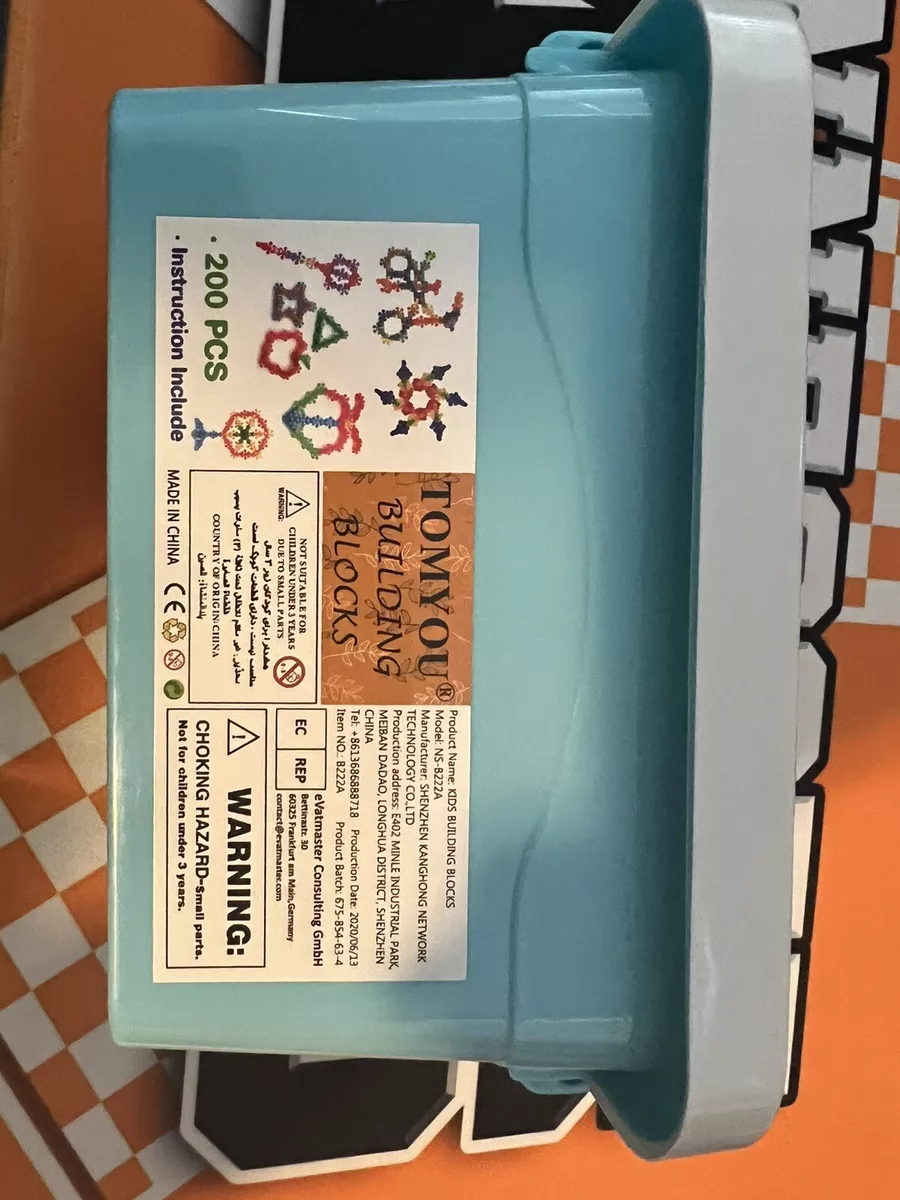 • 200 PCS
• Instruction Include
TOMYOU®
BUILDING
BLOCKS
WARNING:
NOT SUITABLE FOR
CHILDREN UNDER 3 YEARS
DUE TO SMALL PARTS
0-3
COUNTRY OF ORIGIN: CHINA
MADE IN CHINA
CE
0-3
Product Name: KIDS BUILDING BLOCKS
Model: NS-B222A
Manufacturer: SHENZHEN KANGHONG NETWORK
TECHNOLOGY CO.LTD
Production address: E402 MINLE INDUSTRIAL PARK,
MEIBAN DADAO, LONGHUA DISTRICT, SHENZHEN
CHINA
Tel: +8613686888718 Production Date: 2020/06/13
Item NO.: B222A Product Batch: 675-854-63-4
EC REP
eVatmaster Consulting GmbH
Bettinastr. 30
60325 Frankfurt am Main,Germany
contact@evatmaster.com
WARNING:
CHOKING HAZARD-Small parts.
Not for children under 3 years.